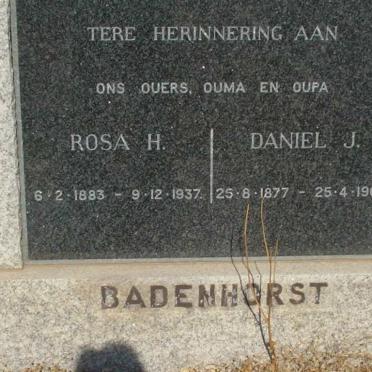 TERE HERINNERING AAN
ONS OUERS, OUMA EN OUPA
ROSA H. DANIEL J.
6·2·1883 – 9·12·1937. 25·8·1877 – 25·4·19
BADENHORST